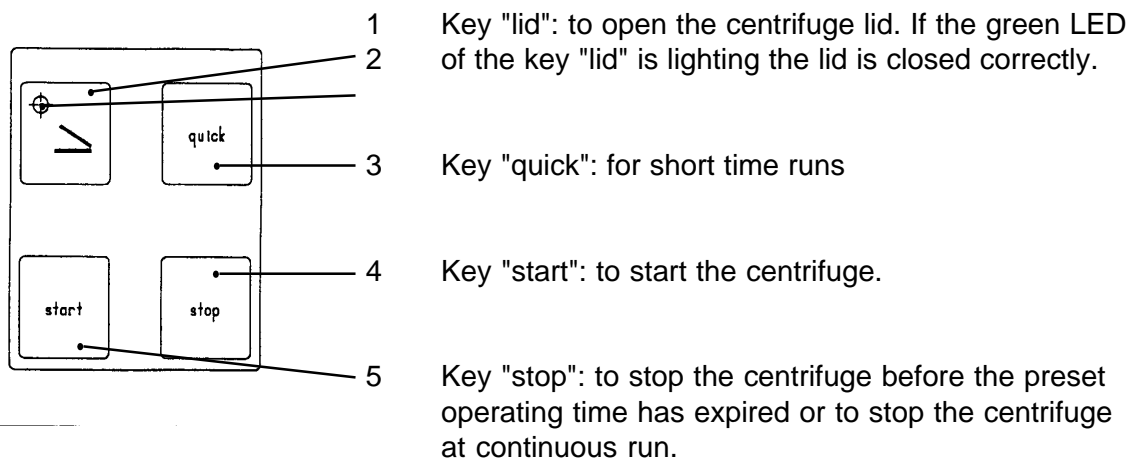 1 Key "lid": to open the centrifuge lid. If the green LED
2 of the key "lid" is lighting the lid is closed correctly.
quick
3 Key "quick": for short time runs
4 Key "start": to start the centrifuge.
start stop
5 Key "stop": to stop the centrifuge before the preset
operating time has expired or to stop the centrifuge
at continuous run.